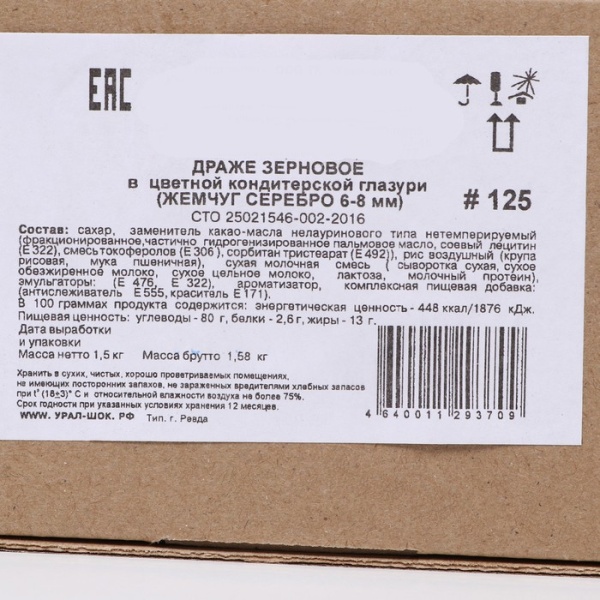 EAC
ДРАЖЕ ЗЕРНОВОЕ
в цветной кондитерской глазури
(ЖЕМЧУГ СЕРЕБРО 6-8 мм)
# 125
СТО 25021546-002-2016
Состав: сахар, заменитель какао-масла нелауринового типа нетемперируемый
(фракционированное,частично гидрогенизированное пальмовое масло, соевый лецитин
(Е 322), смесь токоферолов (Е 306 ), сорбитан тристеарат (Е 492)), рис воздушный (крупа
рисовая, мука пшеничная), сухая молочная смесь ( сыворотка сухая, сухое
обезжиренное молоко, сухое цельное молоко, лактоза, молочный протеин),
эмульгаторы: (Е 476, Е 322), ароматизатор, комплексная пищевая добавка:
(антислеживатель Е 555, краситель Е 171).
В 100 граммах продукта содержится: энергетическая ценность - 448 ккал/1876 кДж.
Пищевая ценность: углеводы - 80 г, белки - 2,6 г, жиры - 13 г.
Дата выработки
и упаковки
Масса нетто 1,5 кг Масса брутто 1,58 кг
Хранить в сухих, чистых, хорошо проветриваемых помещениях,
не имеющих посторонних запахов, не зараженных вредителями хлебных запасов
при t° (18±3)° С и относительной влажности воздуха не более 75%.
Срок годности при указанных условиях хранения 12 месяцев.
www. УРАЛ-ШОК. РФ Тип. г. Ревда
4 640011 293709